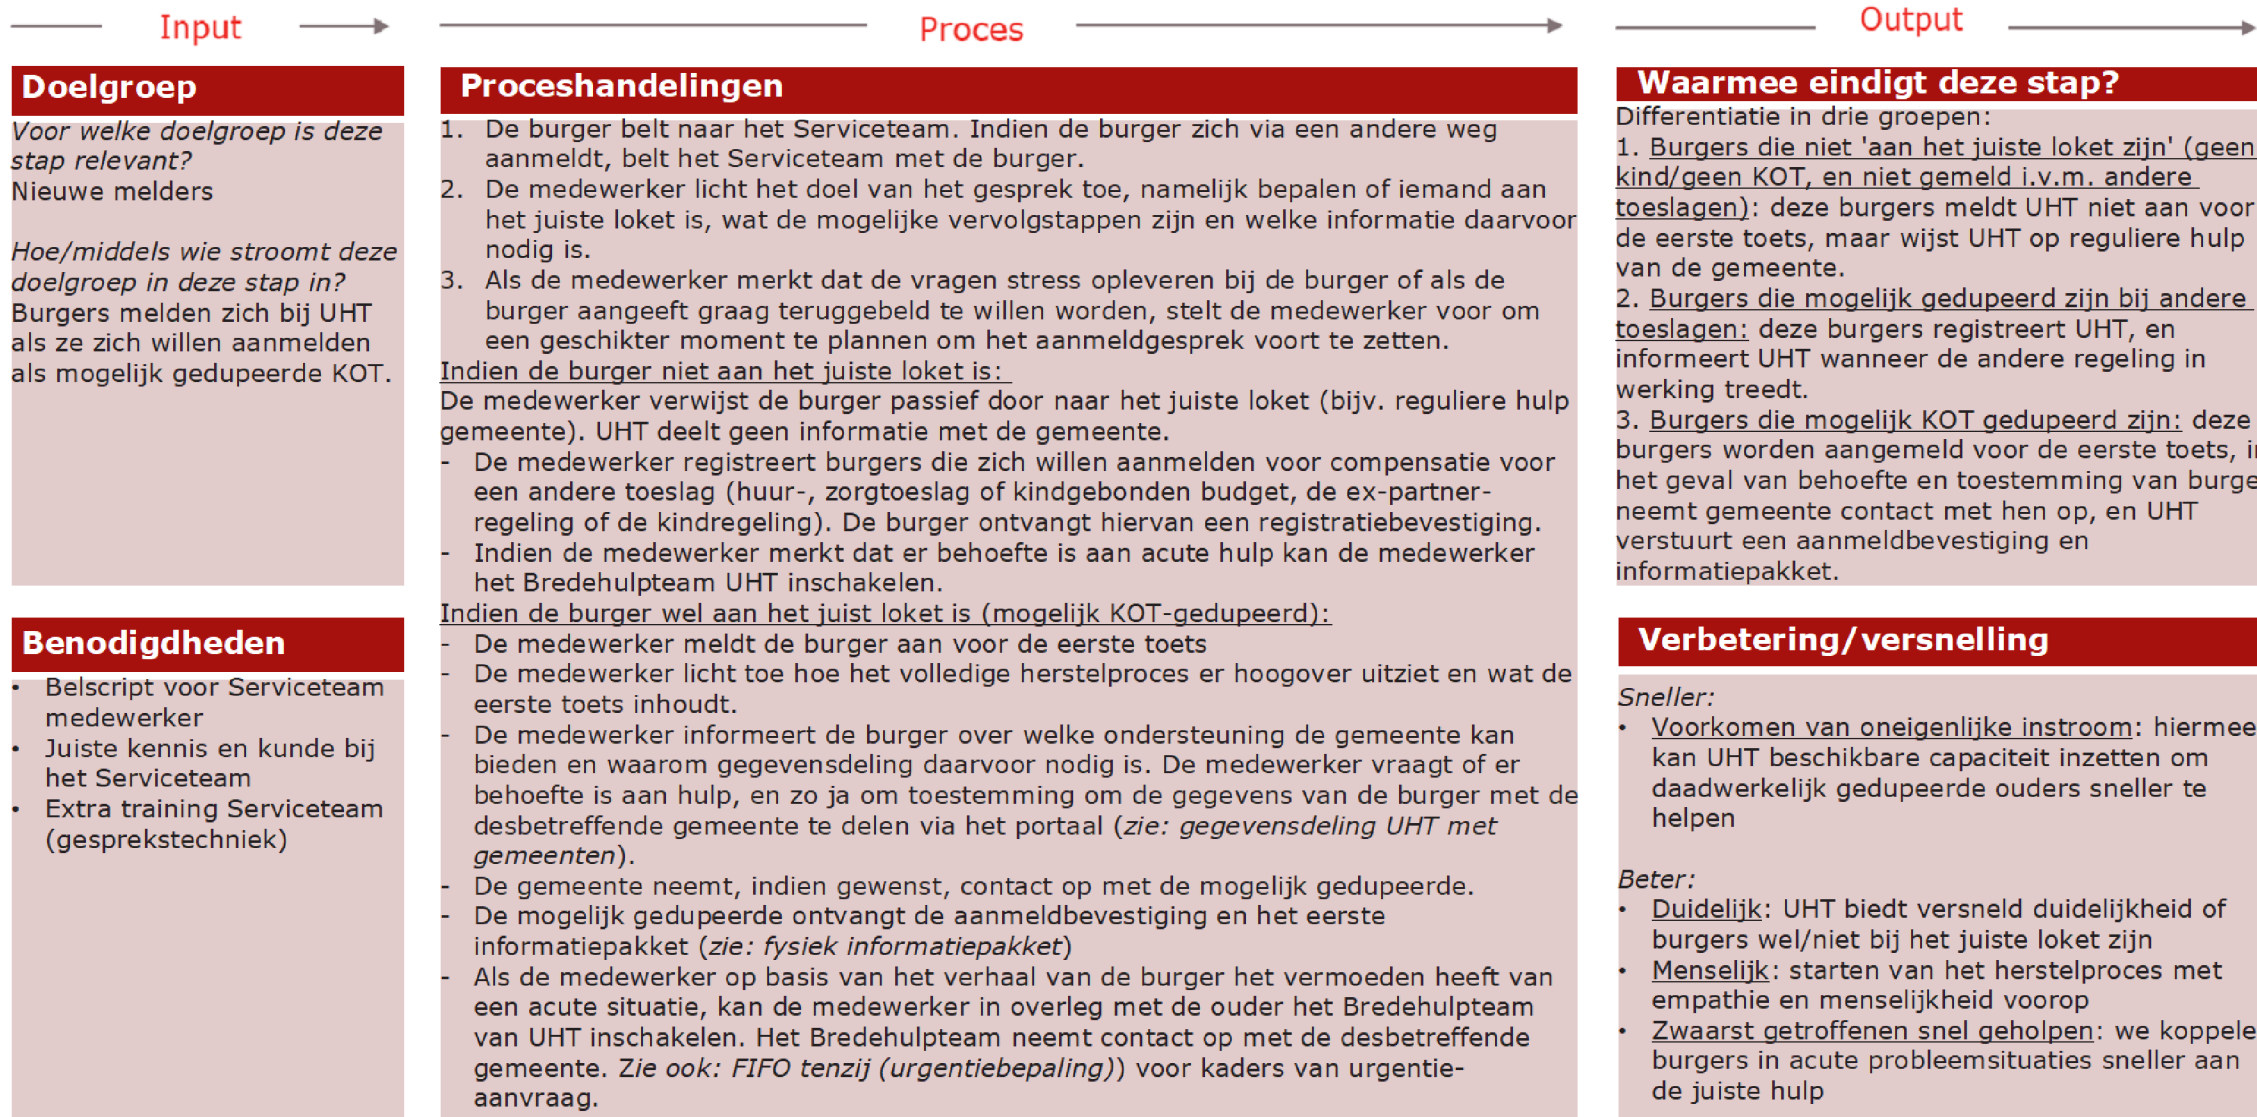 Input
Proces
Output
Doelgroep
Voor welke doelgroep is deze
stap relevant?
Nieuwe melders
Hoe/middels wie stroomt deze
doelgroep in deze stap in?
Burgers melden zich bij UHT
als ze zich willen aanmelden
als mogelijk gedupeerde KOT.
Benodigdheden
• Belscript voor Serviceteam
medewerker
• Juiste kennis en kunde bij
het Serviceteam
• Extra training Serviceteam
(gesprekstechniek)
Proceshandelingen
1. De burger belt naar het Serviceteam. Indien de burger zich via een andere weg
aanmeldt, belt het Serviceteam met de burger.
2. De medewerker licht het doel van het gesprek toe, namelijk bepalen of iemand aan
het juiste loket is, wat de mogelijke vervolgstappen zijn en welke informatie daarvoor
nodig is.
3. Als de medewerker merkt dat de vragen stress opleveren bij de burger of als de
burger aangeeft graag teruggebeld te willen worden, stelt de medewerker voor om
een geschikter moment te plannen om het aanmeldgesprek voort te zetten.
Indien de burger niet aan het juiste loket is:
De medewerker verwijst de burger passief door naar het juiste loket (bijv. reguliere hulp
gemeente). UHT deelt geen informatie met de gemeente.
- De medewerker registreert burgers die zich willen aanmelden voor compensatie voor
een andere toeslag (huur-, zorgtoeslag of kindgebonden budget, de ex-partner-
regeling of de kindregeling). De burger ontvangt hiervan een registratiebevestiging.
- Indien de medewerker merkt dat er behoefte is aan acute hulp kan de medewerker
het Bredehulpteam UHT inschakelen.
Indien de burger wel aan het juist loket is (mogelijk KOT-gedupeerd):
- De medewerker meldt de burger aan voor de eerste toets
- De medewerker licht toe hoe het volledige herstelproces er hoogover uitziet en wat de
eerste toets inhoudt.
- De medewerker informeert de burger over welke ondersteuning de gemeente kan
bieden en waarom gegevensdeling daarvoor nodig is. De medewerker vraagt of er
behoefte is aan hulp, en zo ja om toestemming om de gegevens van de burger met de
desbetreffende gemeente te delen via het portaal (zie: gegevensdeling UHT met
gemeenten).
- De gemeente neemt, indien gewenst, contact op met de mogelijk gedupeerde.
- De mogelijk gedupeerde ontvangt de aanmeldbevestiging en het eerste
informatiepakket (zie: fysiek informatiepakket)
- Als de medewerker op basis van het verhaal van de burger het vermoeden heeft van
een acute situatie, kan de medewerker in overleg met de ouder het Bredehulpteam
van UHT inschakelen. Het Bredehulpteam neemt contact op met de desbetreffende
gemeente. Zie ook: FIFO tenzij (urgentiebepaling)) voor kaders van urgentie-
aanvraag.
Waarmee eindigt deze stap?
Differentiatie in drie groepen:
1. Burgers die niet 'aan het juiste loket zijn' (geen
kind/geen KOT, en niet gemeld i.v.m. andere
toeslagen): deze burgers meldt UHT niet aan voor
de eerste toets, maar wijst UHT op reguliere hulp
van de gemeente.
2. Burgers die mogelijk gedupeerd zijn bij andere
toeslagen: deze burgers registreert UHT, en
informeert UHT wanneer de andere regeling in
werking treedt.
3. Burgers die mogelijk KOT gedupeerd zijn: deze
burgers worden aangemeld voor de eerste toets, in
het geval van behoefte en toestemming van burge
neemt gemeente contact met hen op, en UHT
verstuurt een aanmeldbevestiging en
informatiepakket.
Verbetering/versnelling
Sneller:
• Voorkomen van oneigenlijke instroom: hiermee
kan UHT beschikbare capaciteit inzetten om
daadwerkelijk gedupeerde ouders sneller te
helpen
Beter:
• Duidelijk: UHT biedt versneld duidelijkheid of
burgers wel/niet bij het juiste loket zijn
• Menselijk: starten van het herstelproces met
empathie en menselijkheid voorop
• Zwaarst getroffenen snel geholpen: we koppele
burgers in acute probleemsituaties sneller aan
de juiste hulp